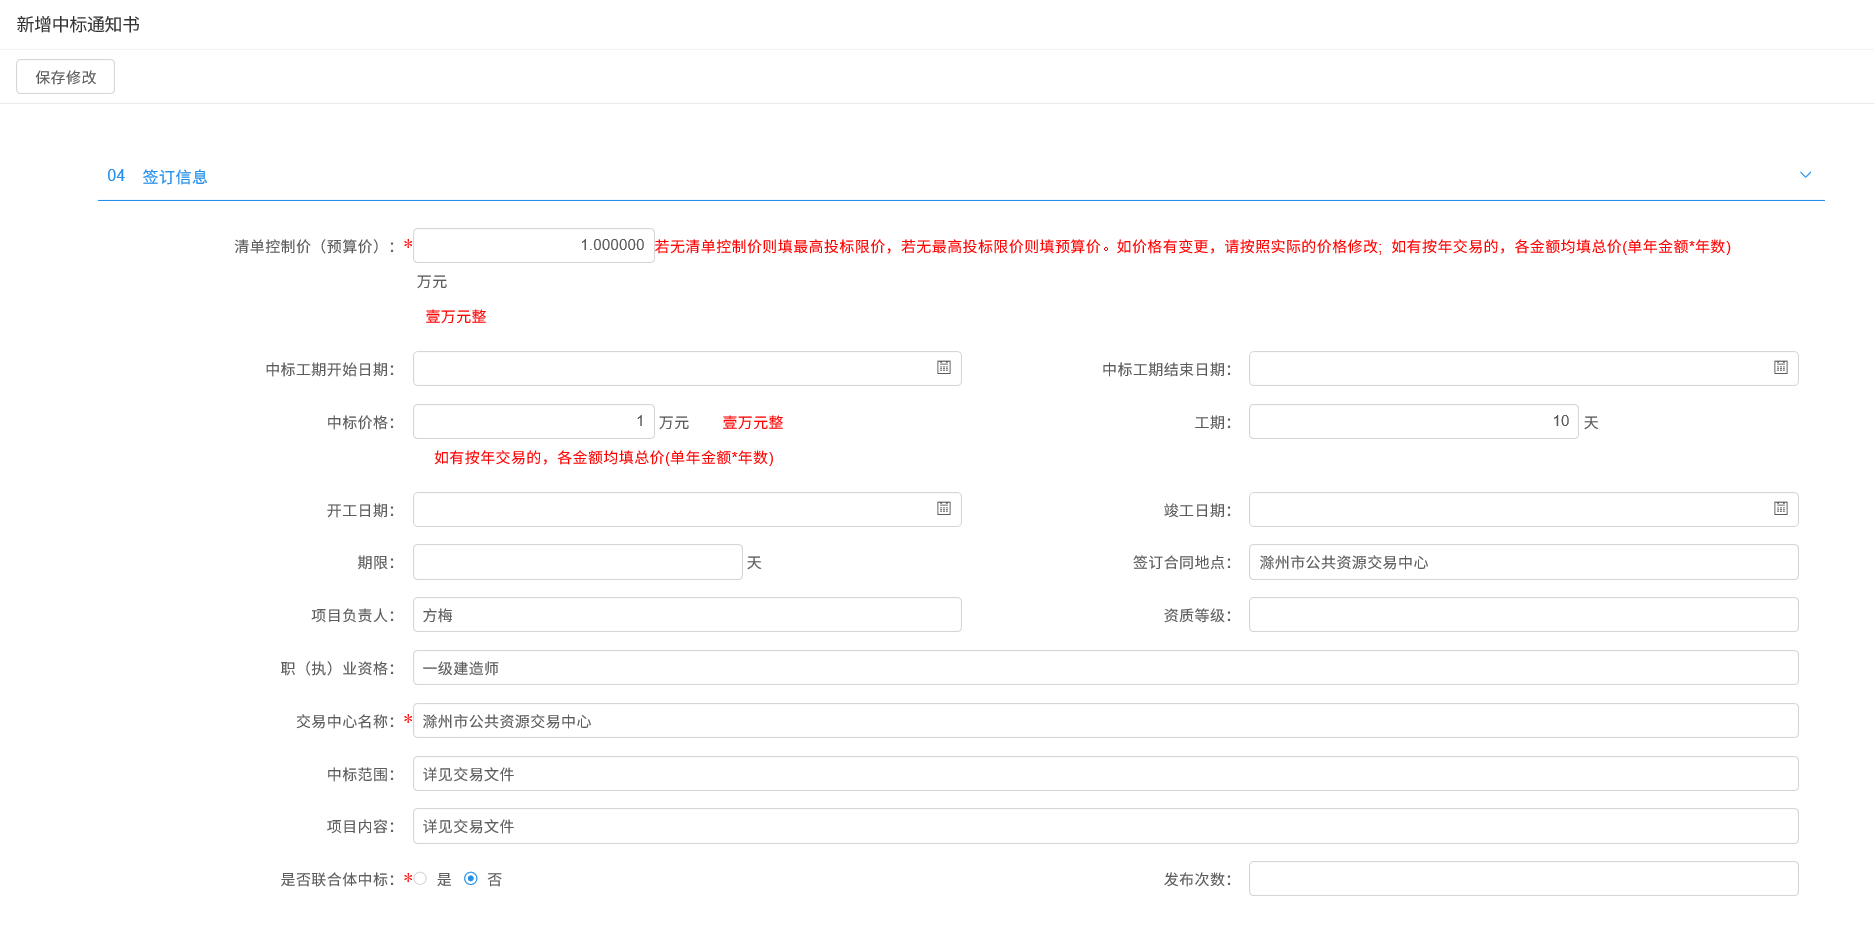 新增中标通知书
保存修改
04 签订信息
清单控制价（预算价）：*1.000000若无清单控制价则填最高投标限价，若无最高投标限价则填预算价。如价格有变更，请按照实际的价格修改; 如有按年交易的，各金额均填总价(单年金额*年数)
万元
壹万元整
中标工期开始日期： 中标工期结束日期：
中标价格： 1 万元 壹万元整 工期： 10 天
如有按年交易的，各金额均填总价(单年金额*年数)
开工日期： 竣工日期：
期限： 天 签订合同地点： 滁州市公共资源交易中心
项目负责人： 方梅 资质等级：
职（执）业资格： 一级建造师
交易中心名称：*滁州市公共资源交易中心
中标范围： 详见交易文件
项目内容： 详见交易文件
是否联合体中标：* 是 否 发布次数：